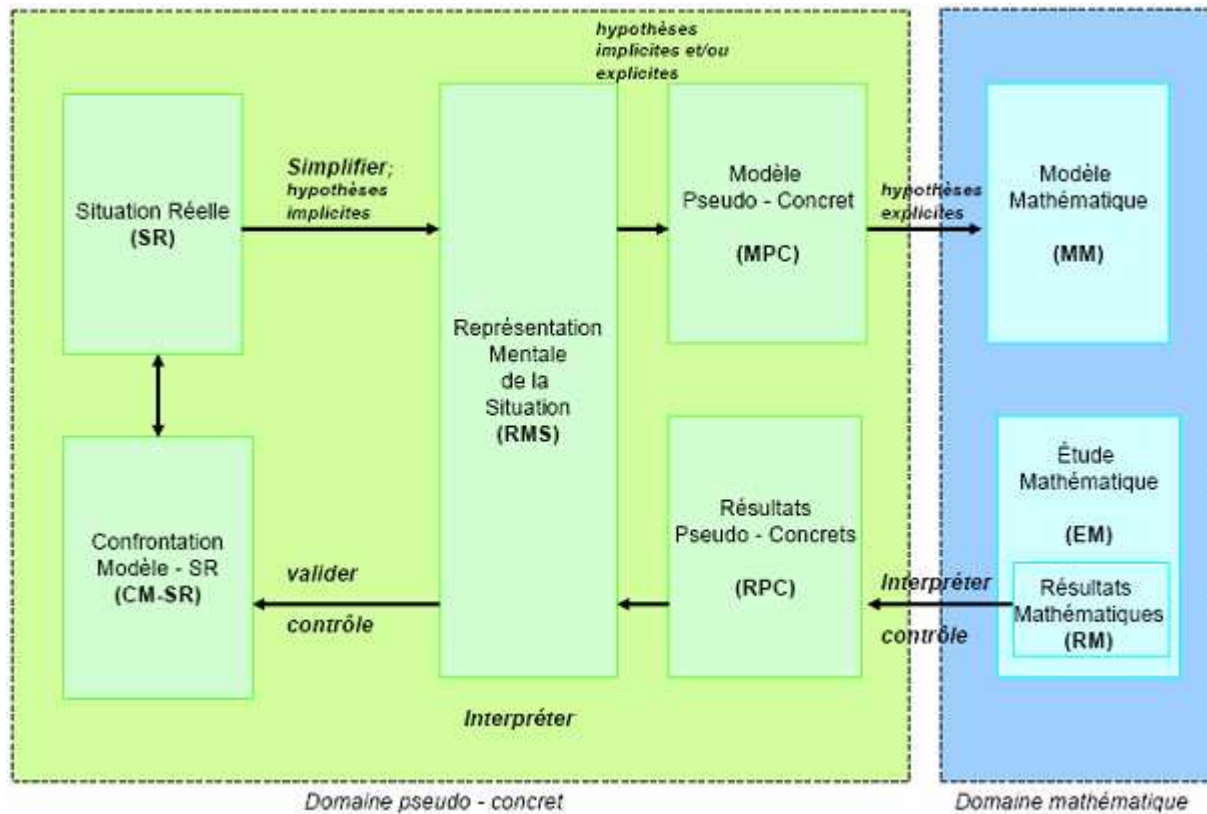 hypothèses
implicites et/ou
explicites
Situation Réelle
(SR)
Simplifier;
hypothèses
implicites
Représentation
Mentale
de la
Situation
(RMS)
Modèle
Pseudo - Concret
(MPC)
hypothèses
explicites
Modèle
Mathématique
(MM)
Confrontation
Modèle - SR
(CM-SR)
valider
contrôle
Interpréter
Résultats
Pseudo - Concrets
(RPC)
Interpréter
contrôle
Étude
Mathématique
(EM)
Résultats
Mathématiques
(RM)
Domaine pseudo - concret
Domaine mathématique